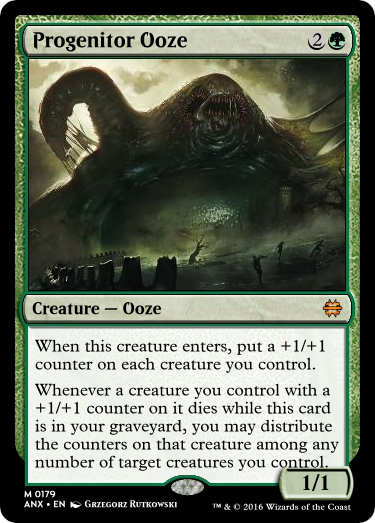 Progenitor Ooze 2
Creature — Ooze
When this creature enters, put a +1/+1
counter on each creature you control.
Whenever a creature you control with a
+1/+1 counter on it dies while this card
is in your graveyard, you may distribute
the counters on that creature among any
number of target creatures you control.
1/1
M 0179
ANX • EN GRZEGORZ RUTKOWSKI ™ & © 2016 Wizards of the Coast